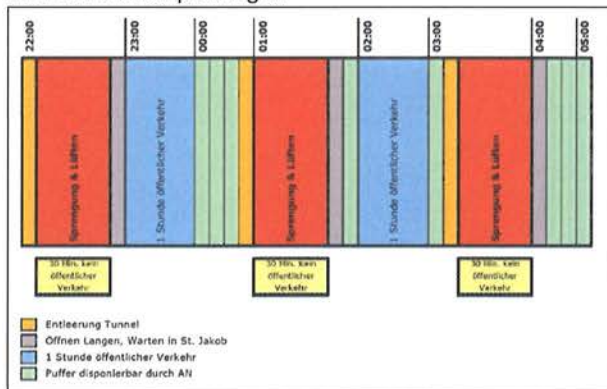 22:00
23:00
00:00
01:00
02:00
03:00
04:00
05:00
Sprengung & Lüften
1 Stunde öffentlicher Verkehr
Sprengung & Lüften
1 Stunde öffentlicher Verkehr
Sprengung & Lüften
30 Min. kein
öffentlicher
Verkehr
30 Min. kein
öffentlicher
Verkehr
30 Min. kein
öffentlicher
Verkehr
Entleerung Tunnel
Öffnen Langen, Warten in St. Jakob
1 Stunde öffentlicher Verkehr
Puffer disponierbar durch AN